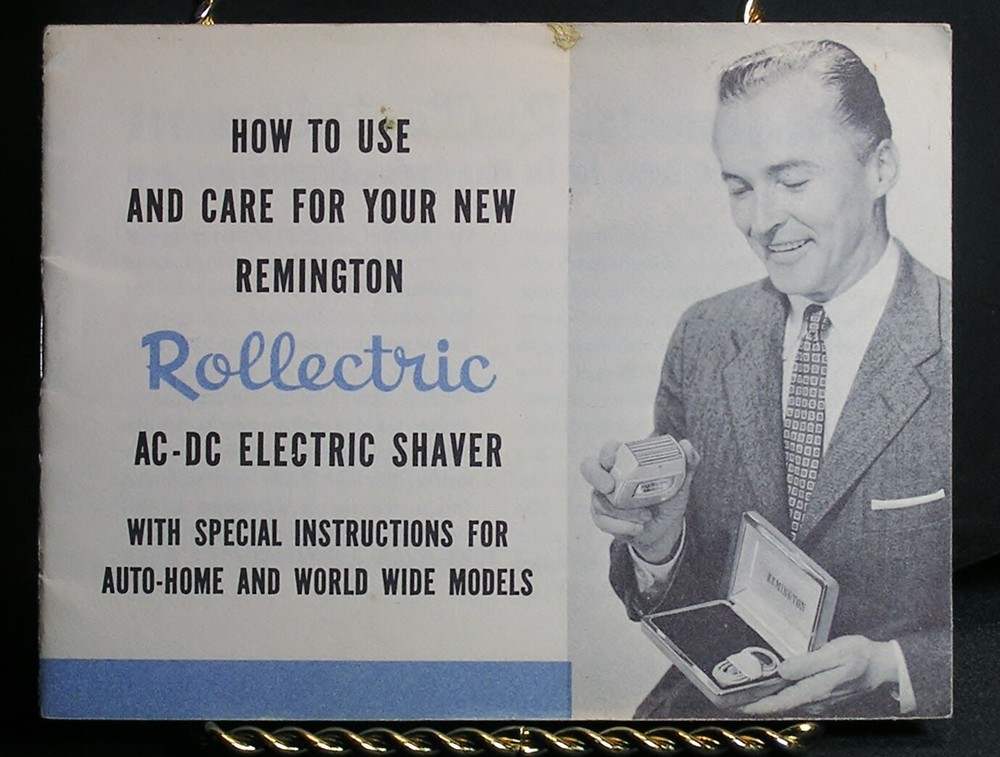 HOW TO USE
AND CARE FOR YOUR NEW
REMINGTON
Rollectric
AC-DC ELECTRIC SHAVER
WITH SPECIAL INSTRUCTIONS FOR
AUTO-HOME AND WORLD WIDE MODELS
REMINGTON